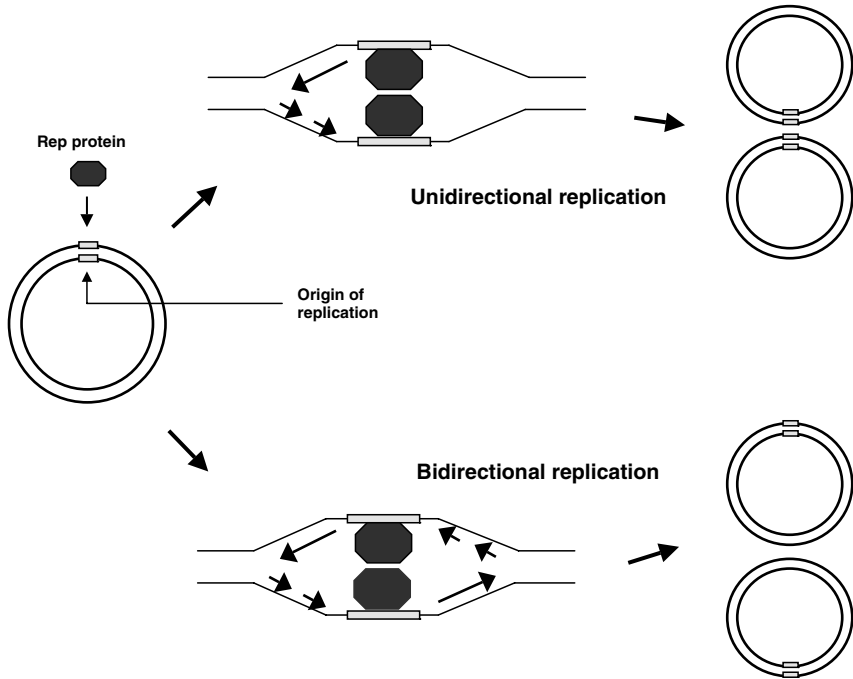 Rep protein
Unidirectional replication
Origin of
replication
Bidirectional replication